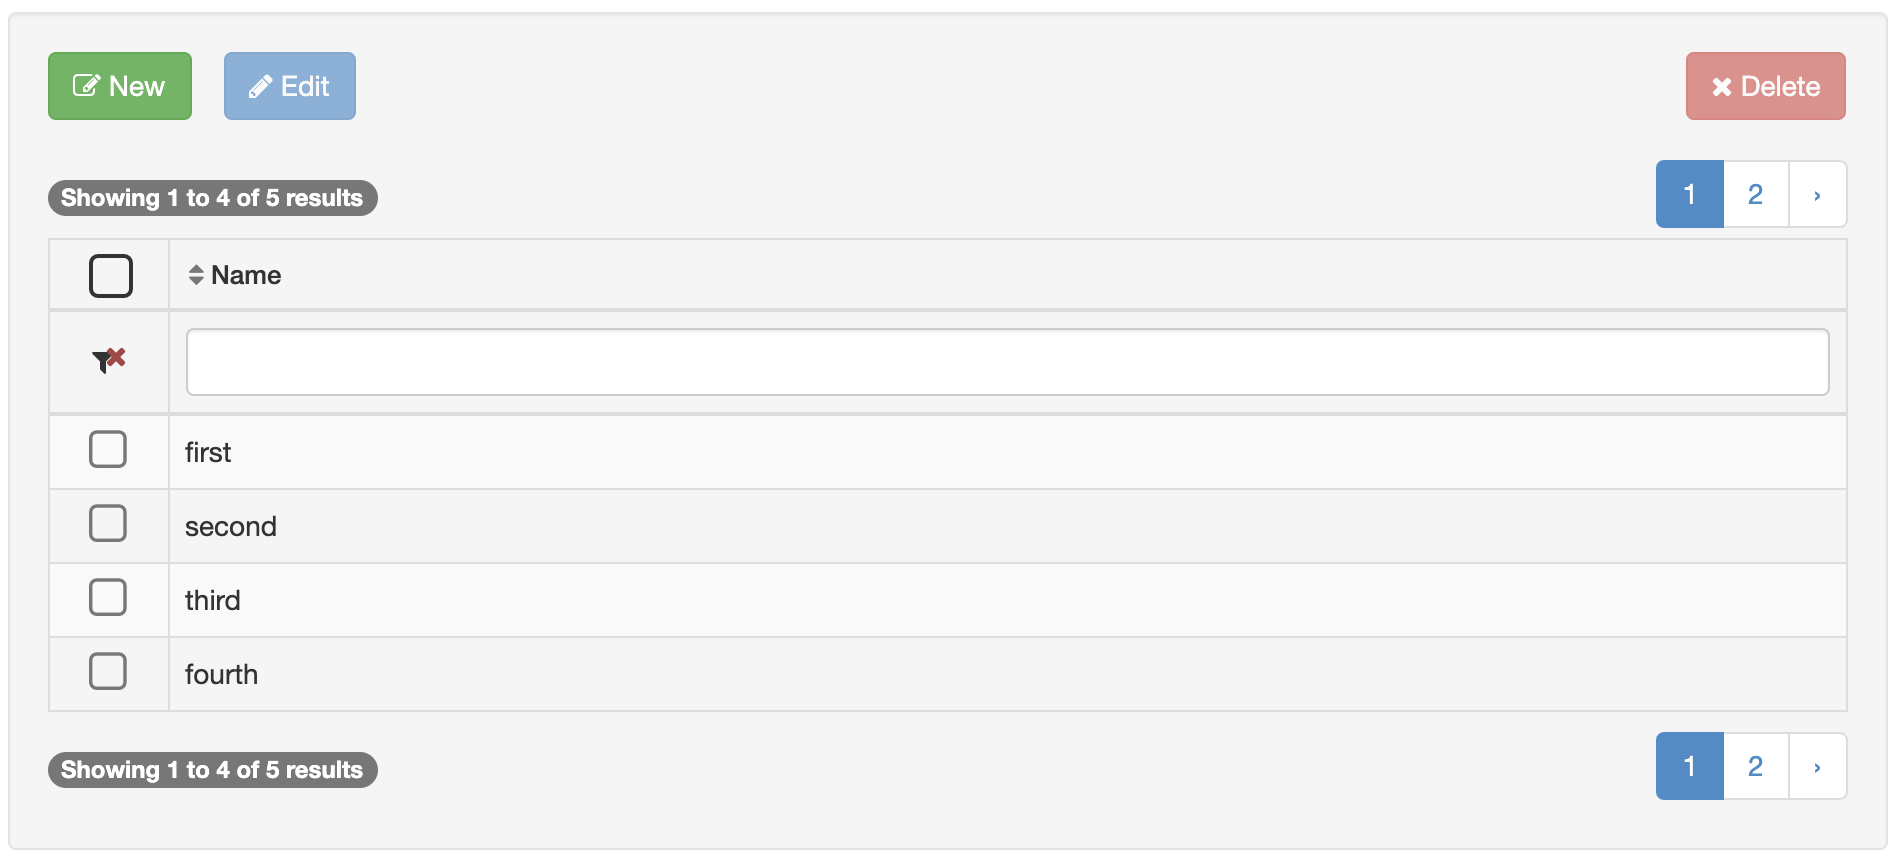 New Edit Delete
Showing 1 to 4 of 5 results 1 2 ›
Name
first
second
third
fourth
Showing 1 to 4 of 5 results 1 2 ›